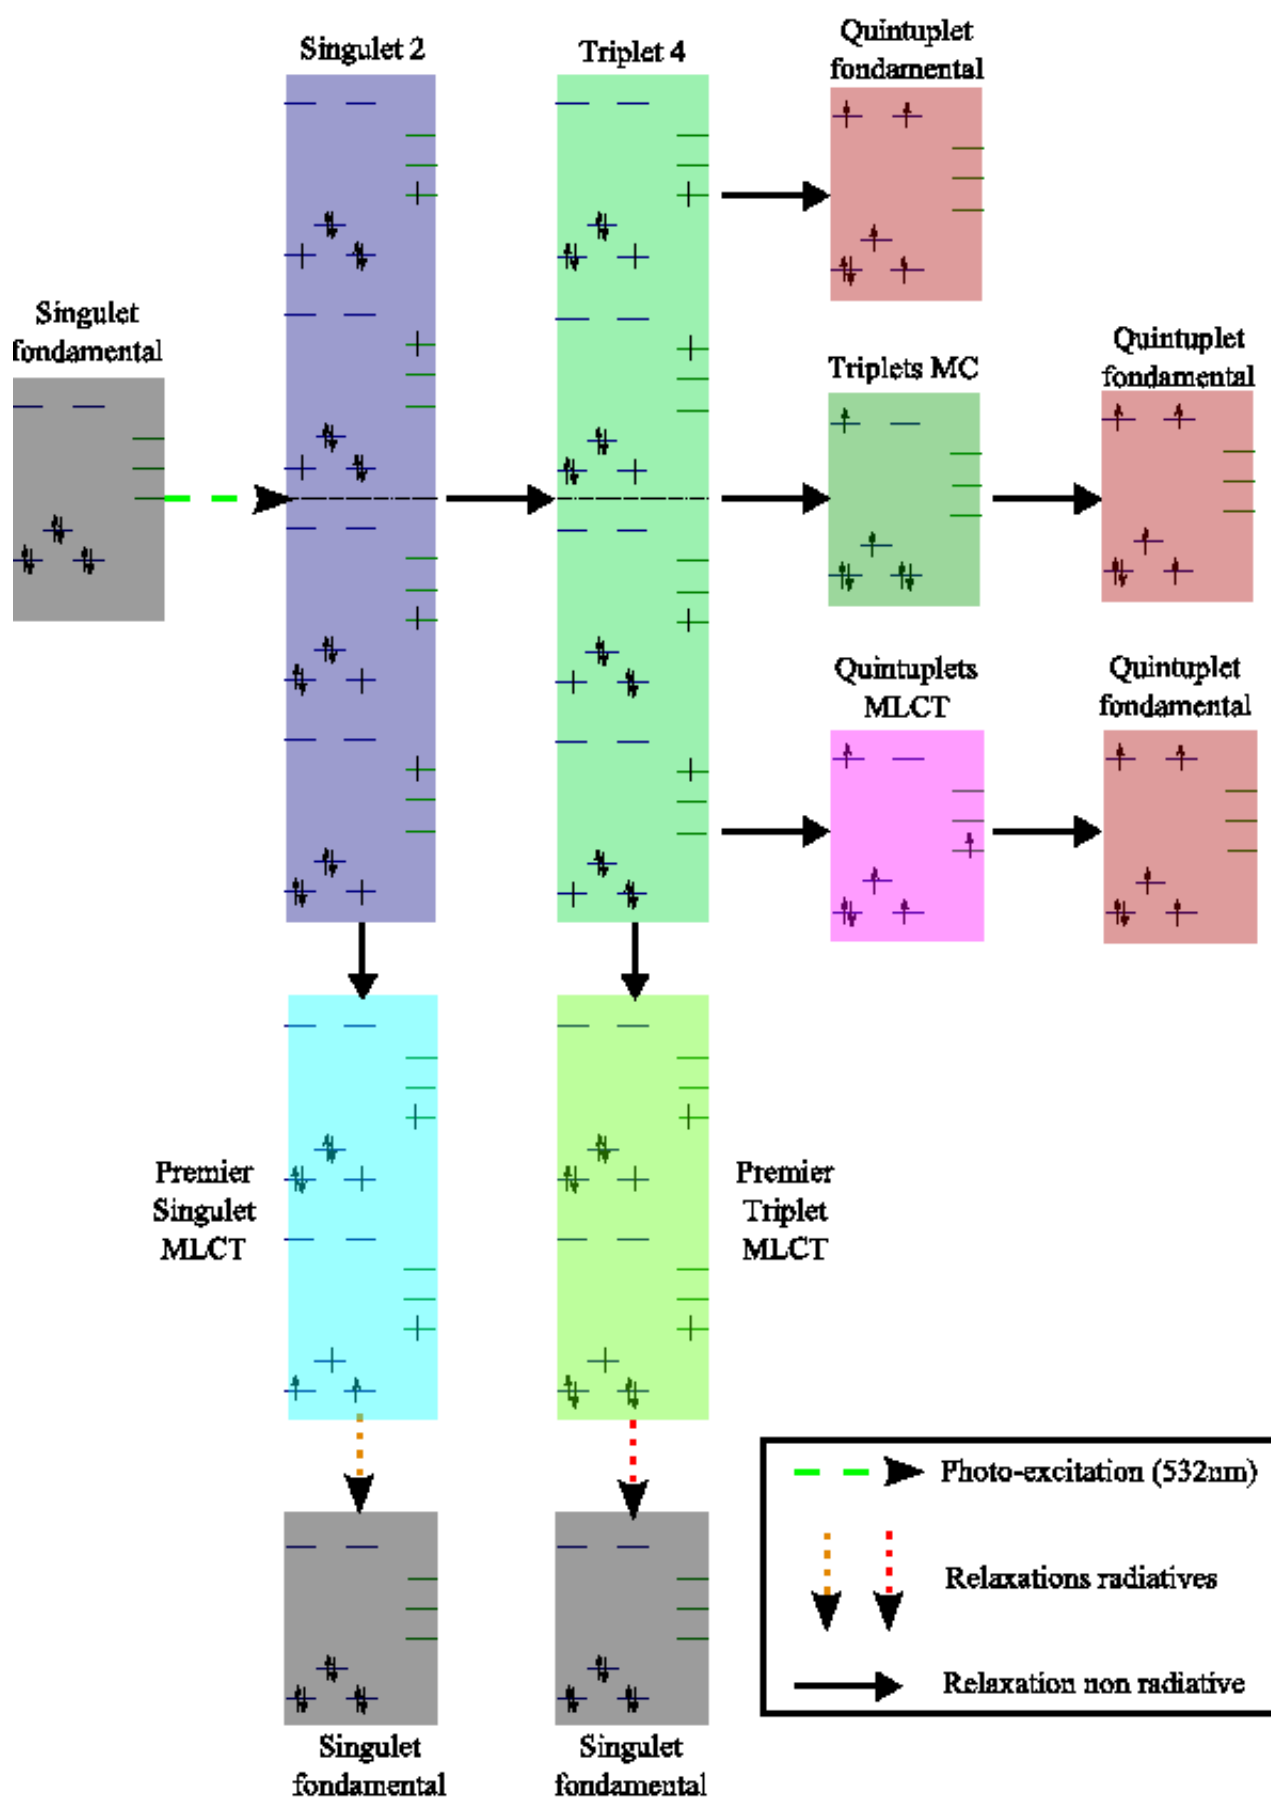 Singulet 2
Triplet 4
Quintuplet
fondamental
Singulet
fondamental
Triplets MC
Quintuplet
fondamental
Quintuplets
MLCT
Quintuplet
fondamental
Premier
Singulet
MLCT
Premier
Triplet
MLCT
Photo-excitation (532nm)
Relaxations radiatives
Relaxation non radiative
Singulet
fondamental
Singulet
fondamental